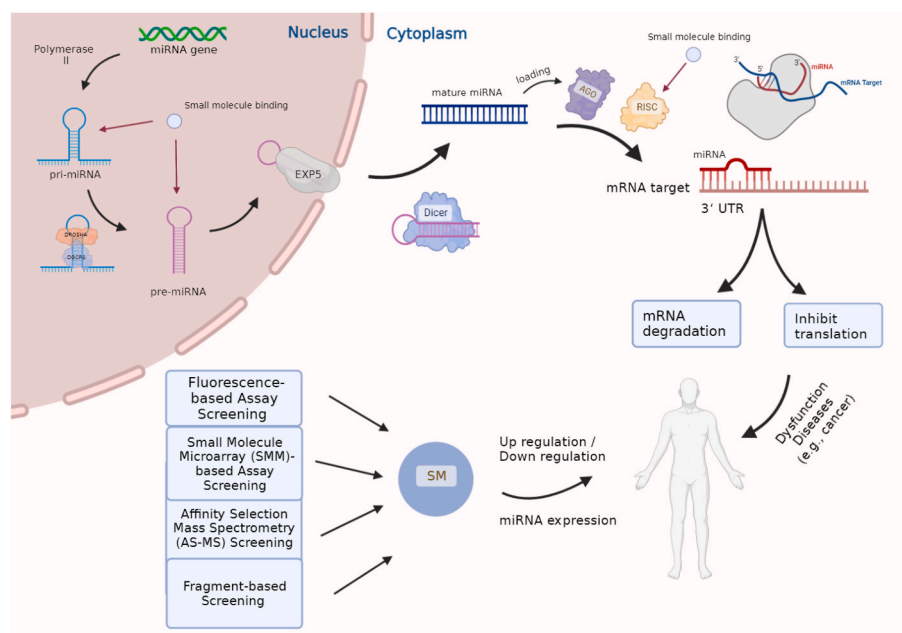 Nucleus
Cytoplasm
Polymerase
II
miRNA gene
Small molecule binding
pri-miRNA
DROSHA
DGCR8
pre-miRNA
EXP5
mature miRNA
loading
AGO
RISC
Small molecule binding
3'
5'
3'
miRNA
mRNA Target
Dicer
miRNA
mRNA target
3' UTR
mRNA
degradation
Inhibit
translation
Dysfunction
Diseases
(e.g., cancer)
Fluorescence-
based Assay
Screening
Small Molecule
Microarray (SMM)-
based Assay
Screening
Affinity Selection
Mass Spectrometry
(AS-MS) Screening
Fragment-based
Screening
SM
Up regulation /
Down regulation
miRNA expression